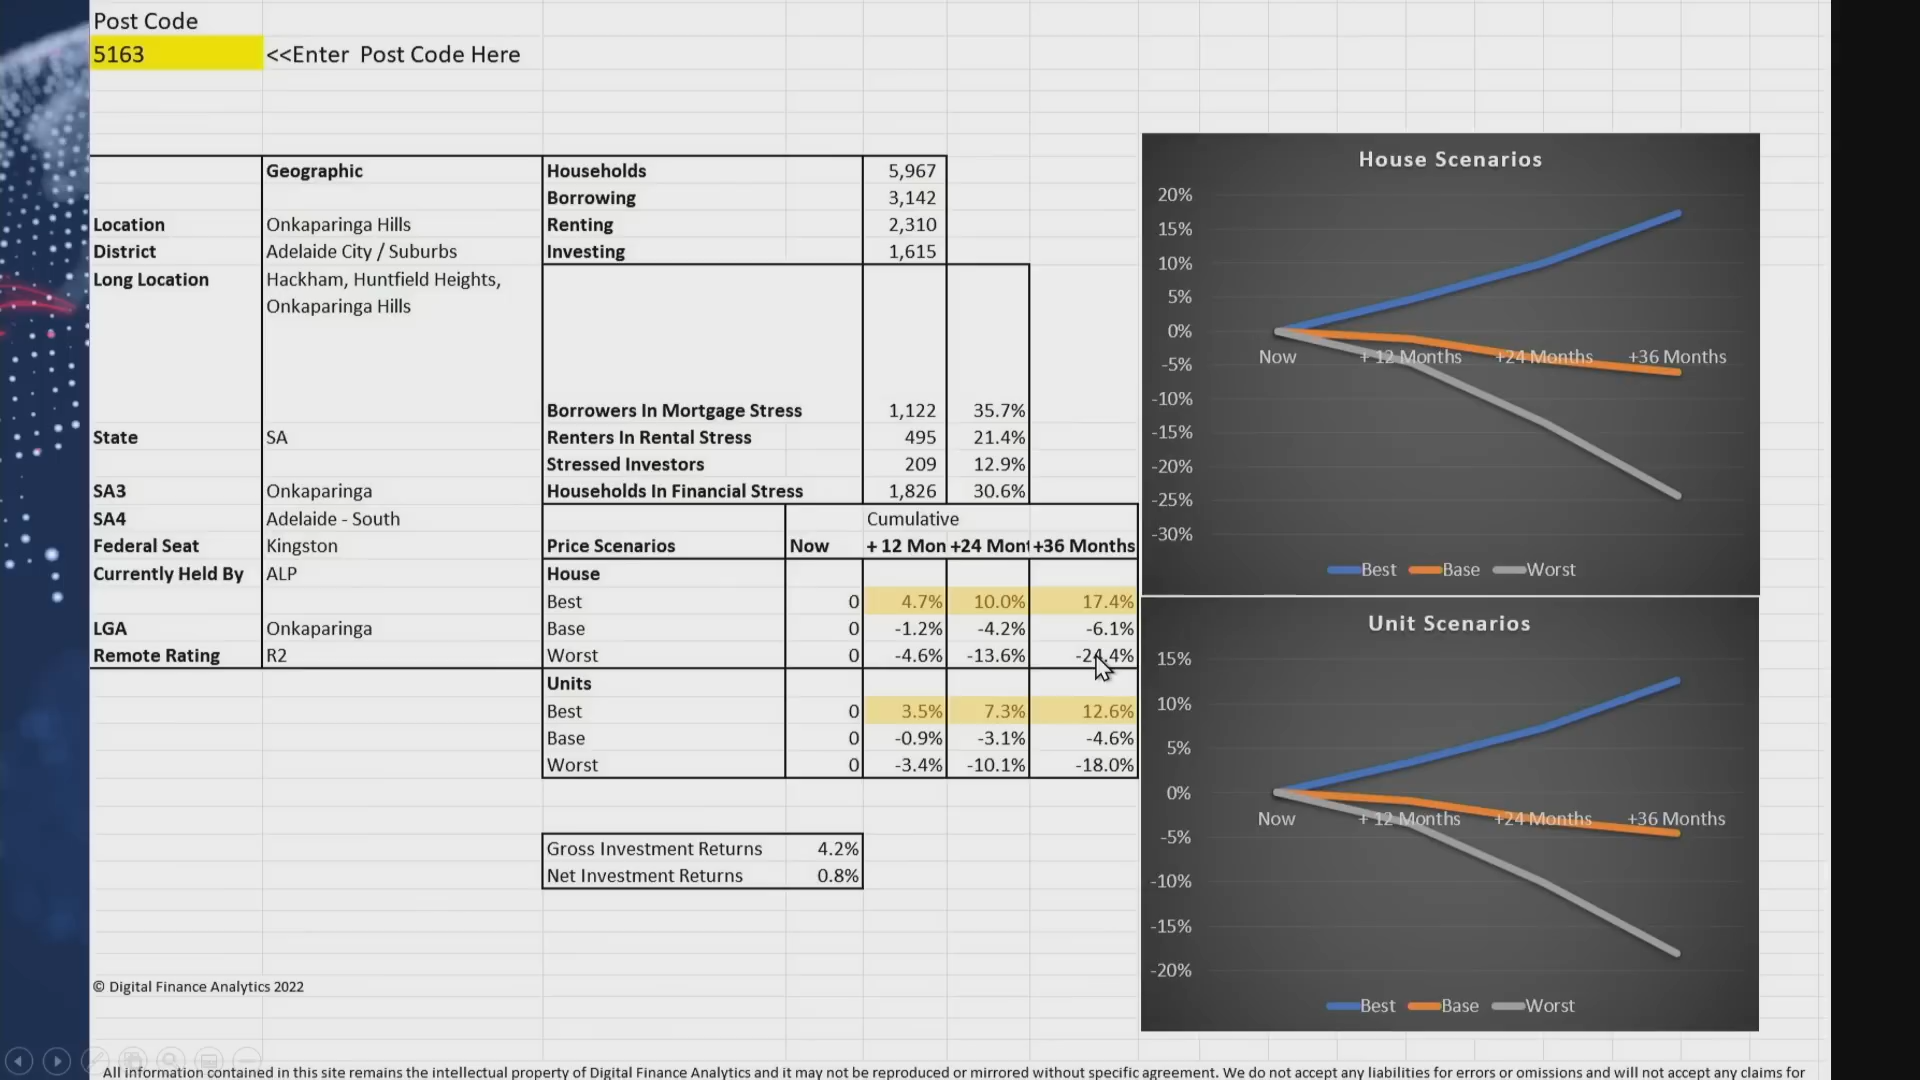 Post Code
5163 <<Enter Post Code Here
Geographic Households 5,967
Borrowing 3,142
Location Onkaparinga Hills Renting 2,310
District Adelaide City / Suburbs Investing 1,615
Long Location Hackham, Huntfield Heights,
Onkaparinga Hills
Borrowers In Mortgage Stress 1,122 35.7%
State SA Renters In Rental Stress 495 21.4%
Stressed Investors 209 12.9%
SA3 Onkaparinga Households In Financial Stress 1,826 30.6%
SA4 Adelaide - South Cumulative
Federal Seat Kingston Price Scenarios Now + 12 Mon +24 Mont +36 Months
Currently Held By ALP House
Best 0 4.7% 10.0% 17.4%
LGA Onkaparinga Base 0 -1.2% -4.2% -6.1%
Remote Rating R2 Worst 0 -4.6% -13.6% -24.4%
Units
Best 0 3.5% 7.3% 12.6%
Base 0 -0.9% -3.1% -4.6%
Worst 0 -3.4% -10.1% -18.0%
Gross Investment Returns 4.2%
Net Investment Returns 0.8%
© Digital Finance Analytics 2022
House Scenarios
20%
15%
10%
5%
0%
Now + 12 Months +24 Months +36 Months
-5%
-10%
-15%
-20%
-25%
-30%
Best Base Worst
Unit Scenarios
15%
10%
5%
0%
Now + 12 Months +24 Months +36 Months
-5%
-10%
-15%
-20%
Best Base Worst
All information contained in this site remains the intellectual property of Digital Finance Analytics and it may not be reproduced or mirrored without specific agreement. We do not accept any liabilities for errors or omissions and will not accept any claims for